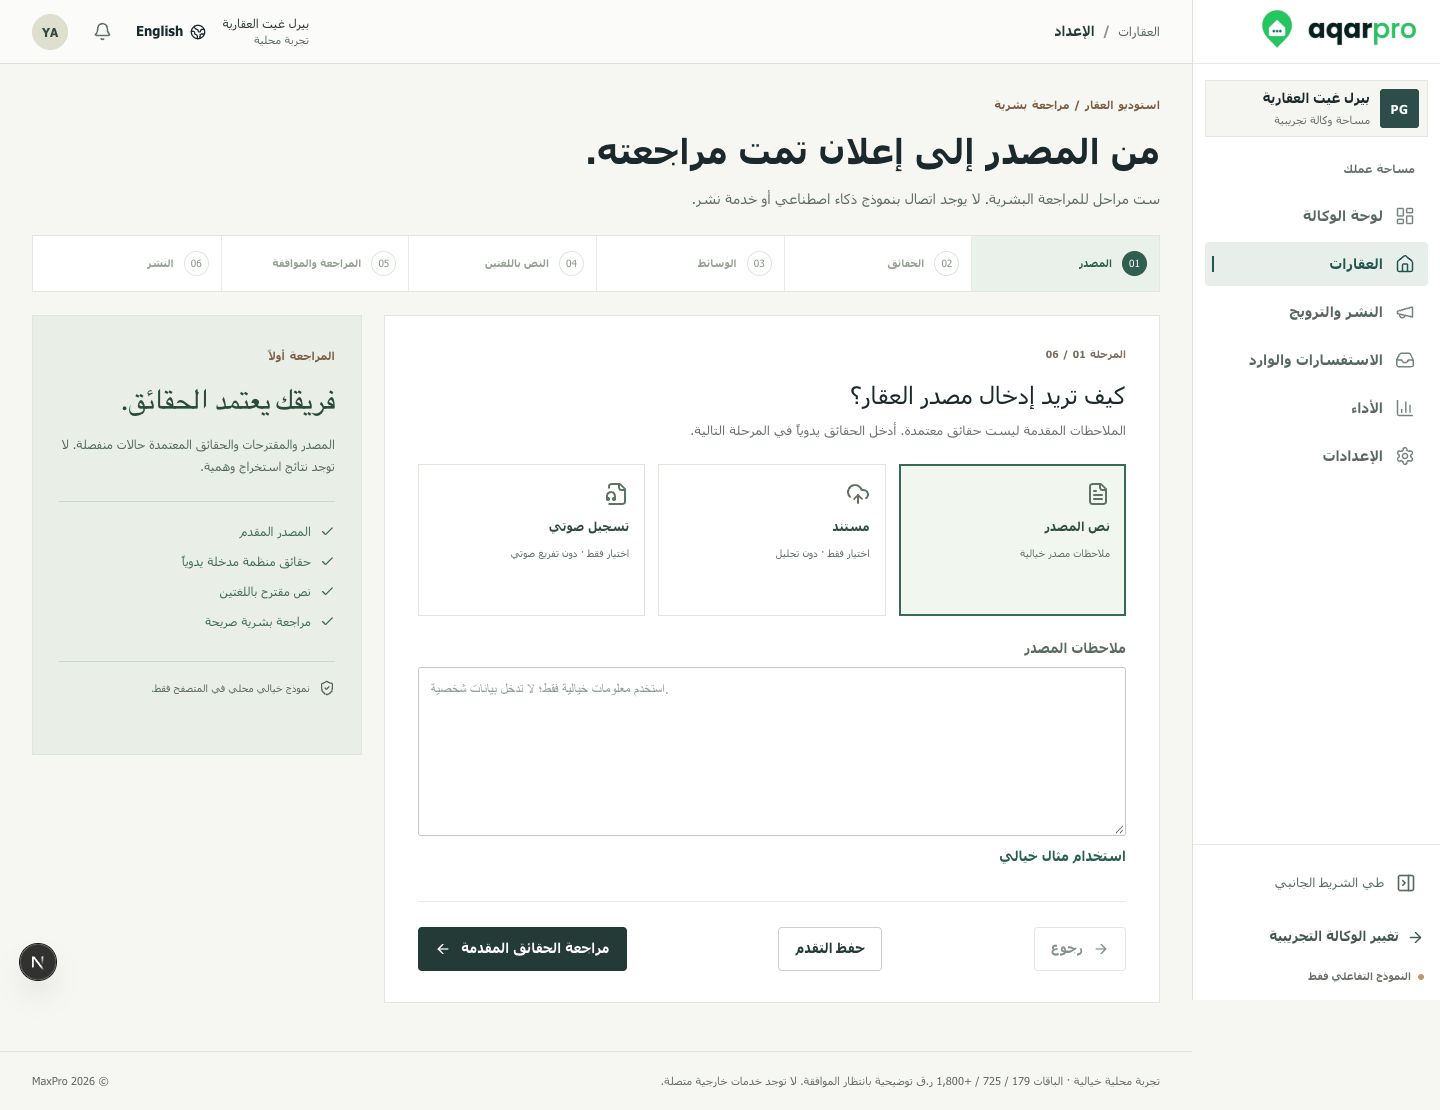 aqarpro
PG
بيرل غيت العقارية
مساحة وكالة تجريبية
مساحة عملك
لوحة الوكالة
العقارات
النشر والترويج
الاستفسارات والوارد
الأداء
الإعدادات
طي الشريط الجانبي
تغيير الوكالة التجريبية
النموذج التفاعلي فقط
العقارات / الإعداد
بيرل غيت العقارية
تجربة محلية
English
YA
استوديو العقار / مراجعة بشرية
من المصدر إلى إعلان تمت مراجعته.
ست مراحل للمراجعة البشرية. لا يوجد اتصال بنموذج ذكاء اصطناعي أو خدمة نشر.
01 المصدر
02 الحقائق
03 الوسائط
04 النص باللغتين
05 المراجعة والموافقة
06 النشر
المرحلة 01 / 06
كيف تريد إدخال مصدر العقار؟
الملاحظات المقدمة ليست حقائق معتمدة. أدخل الحقائق يدوياً في المرحلة التالية.
نص المصدر
ملاحظات مصدر خيالية
مستند
اختيار فقط · دون تحليل
تسجيل صوتي
اختيار فقط · دون تفريغ صوتي
ملاحظات المصدر
استخدم معلومات خيالية فقط؛ لا تدخل بيانات شخصية.
استخدام مثال خيالي
رجوع
حفظ التقدم
مراجعة الحقائق المقدمة
المراجعة أولاً
فريقك يعتمد الحقائق.
المصدر والمقترحات والحقائق المعتمدة حالات منفصلة. لا
توجد نتائج استخراج وهمية.
المصدر المقدم
حقائق منظمة مدخلة يدوياً
نص مقترح باللغتين
مراجعة بشرية صريحة
نموذج خيالي محلي في المتصفح فقط.
N
تجربة محلية خيالية · الباقات 179 / 725 / +1,800 ر.ق توضيحية بانتظار الموافقة. لا توجد خدمات خارجية متصلة.
© MaxPro 2026